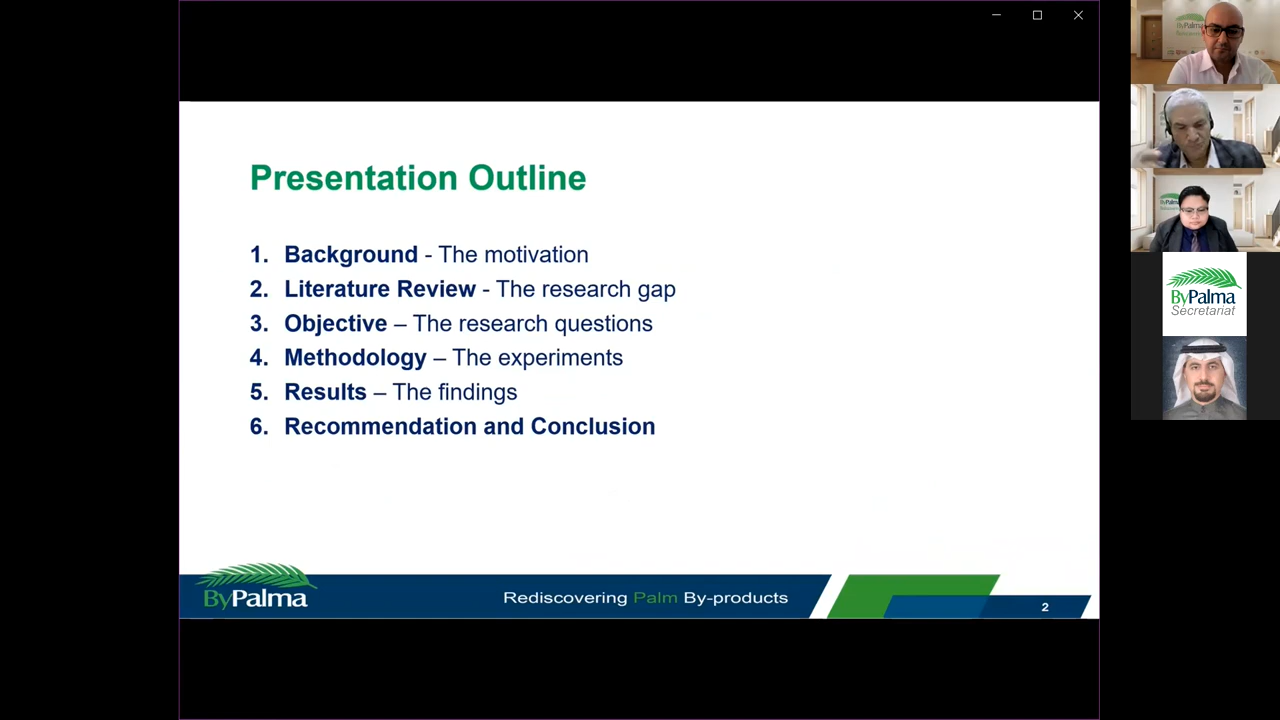 Presentation Outline
1. Background - The motivation
2. Literature Review - The research gap
3. Objective – The research questions
4. Methodology – The experiments
5. Results – The findings
6. Recommendation and Conclusion
ByPalma
Rediscovering Palm By-products
2
ByPalma
Secretariat